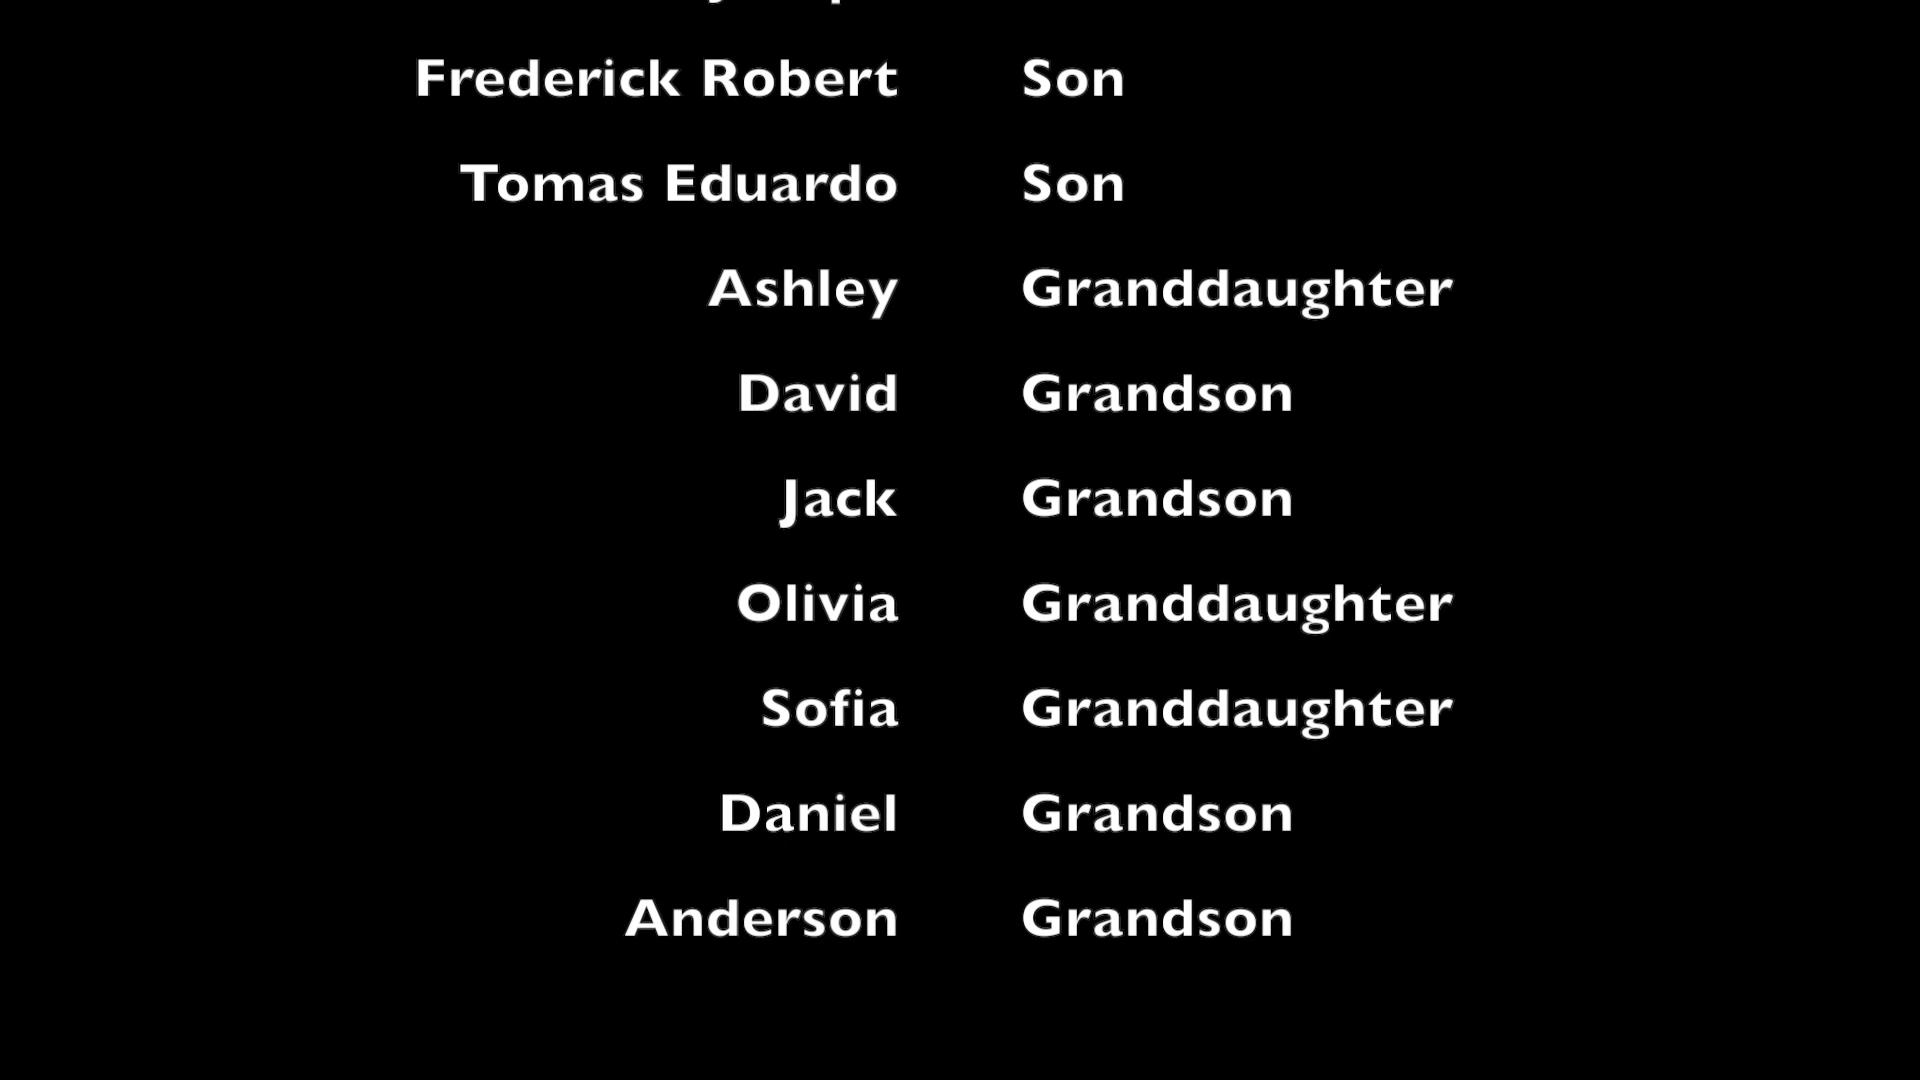 Frederick Robert Son
Tomas Eduardo Son
Ashley Granddaughter
David Grandson
Jack Grandson
Olivia Granddaughter
Sofia Granddaughter
Daniel Grandson
Anderson Grandson